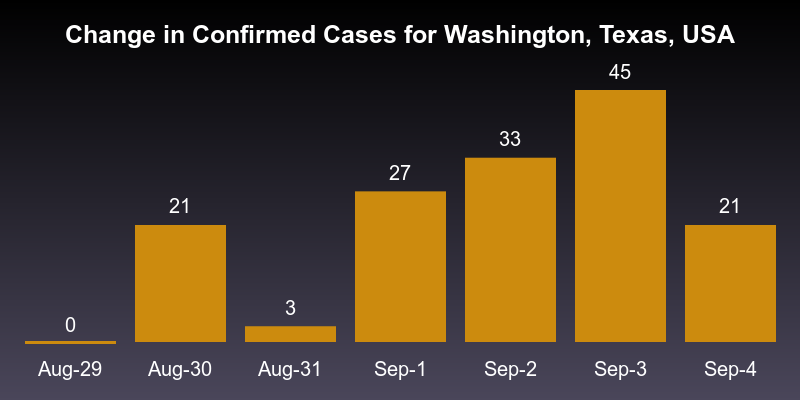 Change in Confirmed Cases for Washington, Texas, USA
0
21
3
27
33
45
21
Aug-29
Aug-30
Aug-31
Sep-1
Sep-2
Sep-3
Sep-4